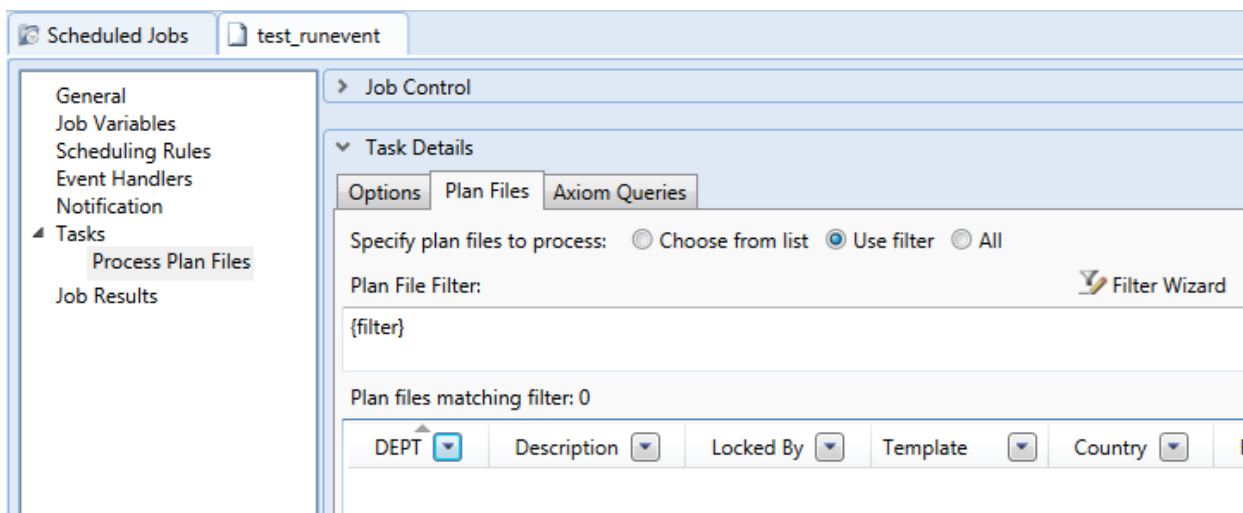 Scheduled Jobs test_runevent
General
Job Variables
Scheduling Rules
Event Handlers
Notification
Tasks
Process Plan Files
Job Results
Job Control
Task Details
Options Plan Files Axiom Queries
Specify plan files to process: Choose from list Use filter All
Plan File Filter: Filter Wizard
{filter}
Plan files matching filter: 0
DEPT Description Locked By Template Country